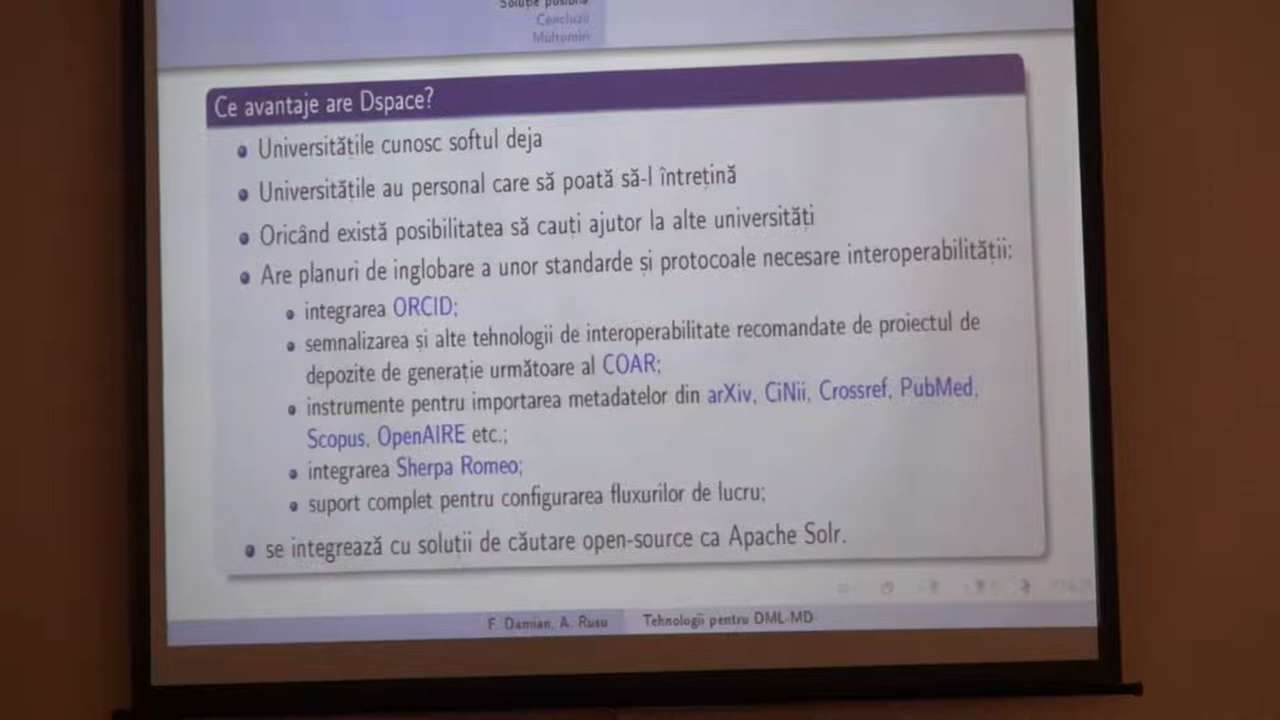 Soluție posibilă
Concluzii
Mulțumiri
Ce avantaje are Dspace?
Universitățile cunosc softul deja
Universitățile au personal care să poată să-l întrețină
Oricând există posibilitatea să cauți ajutor la alte universități
Are planuri de inglobare a unor standarde și protocoale necesare interoperabilității:
integrarea ORCID;
semnalizarea și alte tehnologii de interoperabilitate recomandate de proiectul de
depozite de generație următoare al COAR;
instrumente pentru importarea metadatelor din arXiv, CiNii, Crossref, PubMed,
Scopus, OpenAIRE etc.;
integrarea Sherpa Romeo;
suport complet pentru configurarea fluxurilor de lucru;
se integrează cu soluții de căutare open-source ca Apache Solr.
F. Damian, A. Rusu Tehnologii pentru DML-MD